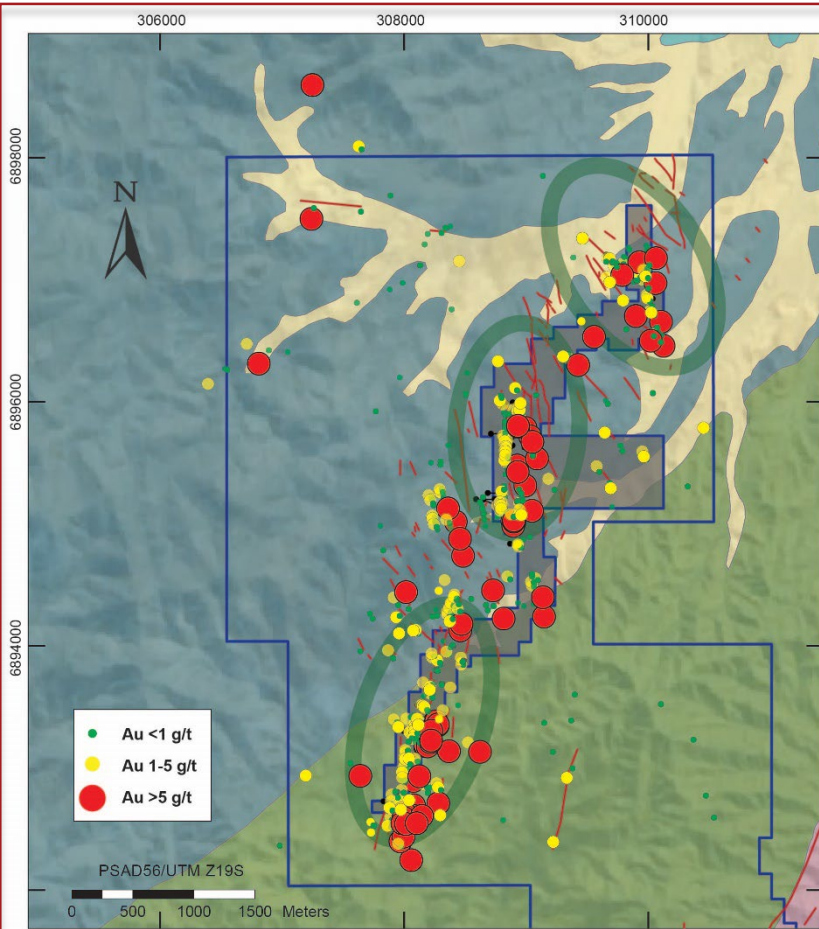 306000 308000 310000
6898000
N
6896000
6894000
Au <1 g/t
Au 1-5 g/t
Au >5 g/t
PSAD56/UTM Z19S
0 500 1000 1500 Meters